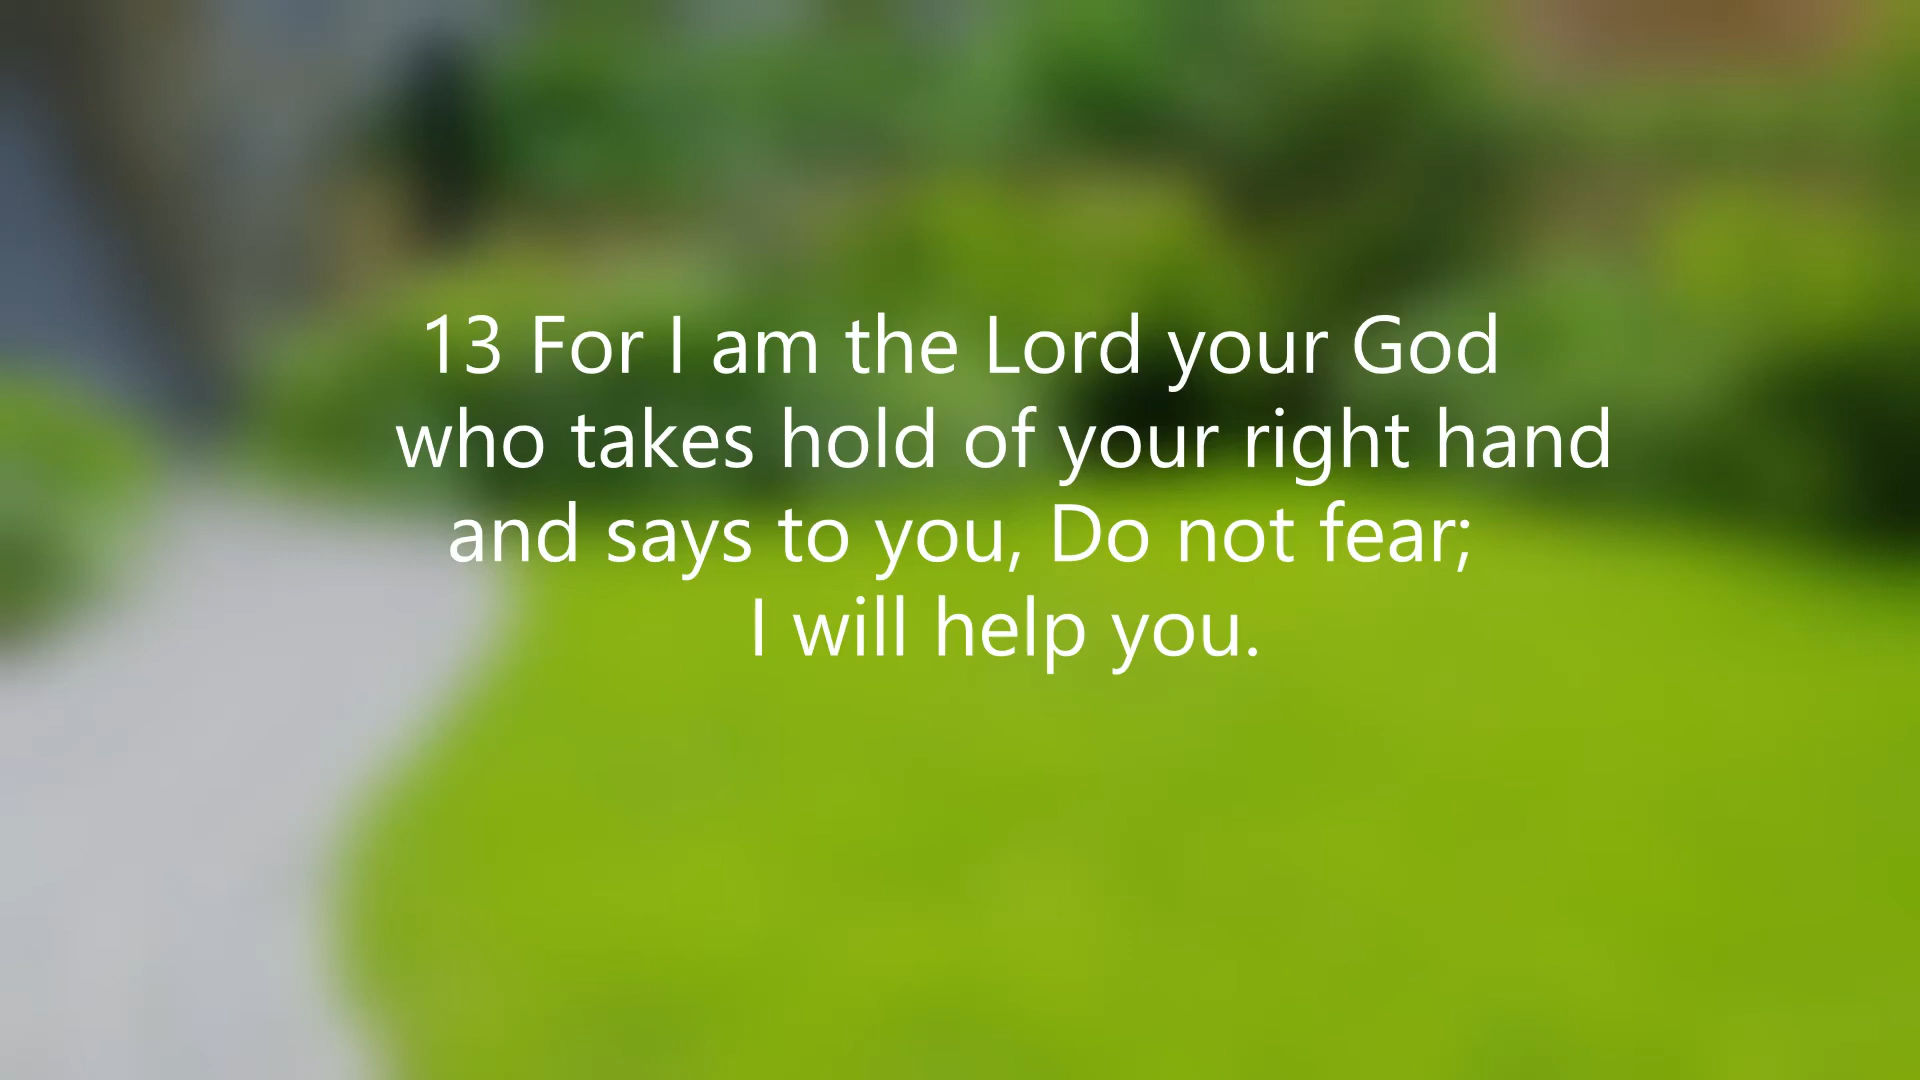 13 For I am the Lord your God
who takes hold of your right hand
and says to you, Do not fear;
I will help you.